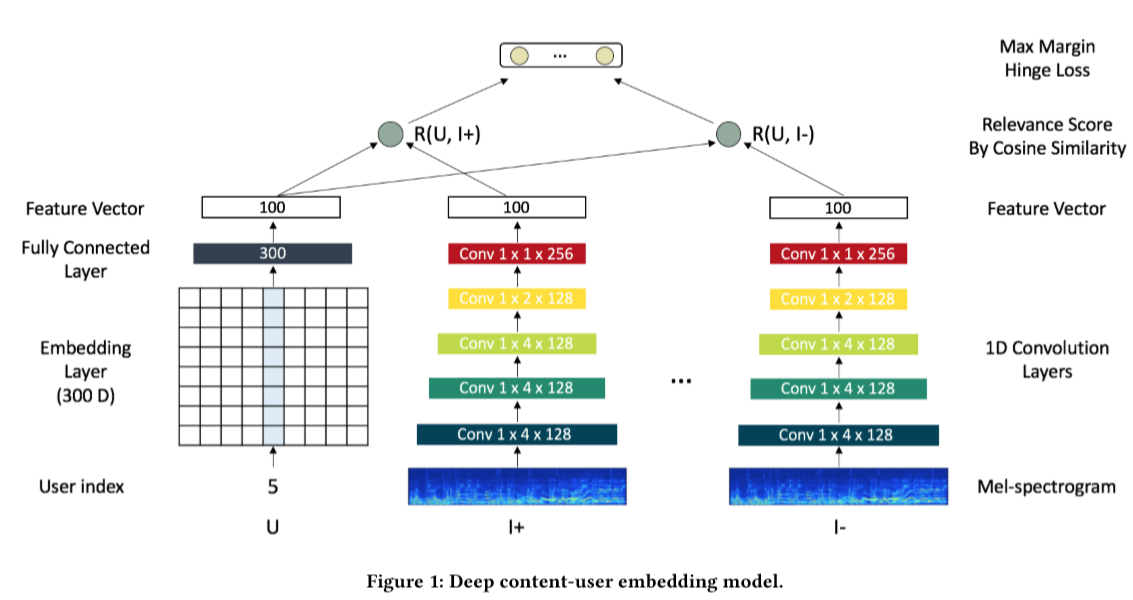 Max Margin
Hinge Loss
...
R(U, I+)
R(U, I-)
Relevance Score
By Cosine Similarity
Feature Vector
100
100
100
Feature Vector
Fully Connected
Layer
300
Conv 1 x 1 x 256
Conv 1 x 1 x 256
Conv 1 x 2 x 128
Conv 1 x 2 x 128
Embedding
Layer
(300 D)
Conv 1 x 4 x 128
Conv 1 x 4 x 128
1D Convolution
Layers
...
Conv 1 x 4 x 128
Conv 1 x 4 x 128
Conv 1 x 4 x 128
Conv 1 x 4 x 128
User index
5
Mel-spectrogram
U
I+
I-
Figure 1: Deep content-user embedding model.